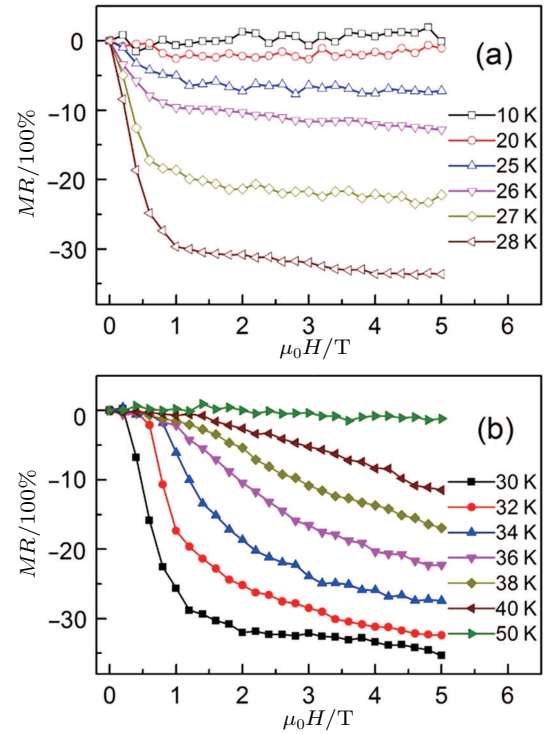 0
−10
−20
−30
MR/100%
(a)
10 K
20 K
25 K
26 K
27 K
28 K
0 1 2 3 4 5 6
μ₀H/T
0
−10
−20
−30
MR/100%
(b)
30 K
32 K
34 K
36 K
38 K
40 K
50 K
0 1 2 3 4 5 6
μ₀H/T